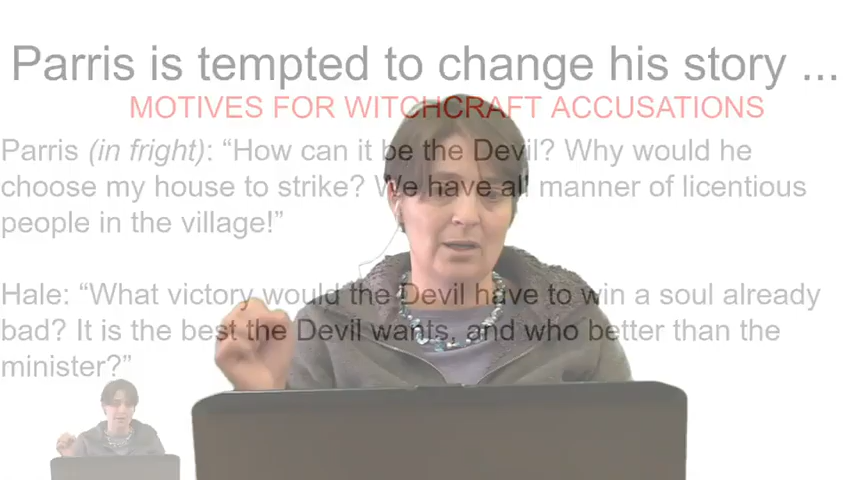 Parris is tempted to change his story ...
MOTIVES FOR WITCHCRAFT ACCUSATIONS
Parris (in fright): “How can it be the Devil? Why would he
choose my house to strike? We have all manner of licentious
people in the village!”
Hale: “What victory would the Devil have to win a soul already
bad? It is the best the Devil wants, and who better than the
minister?”